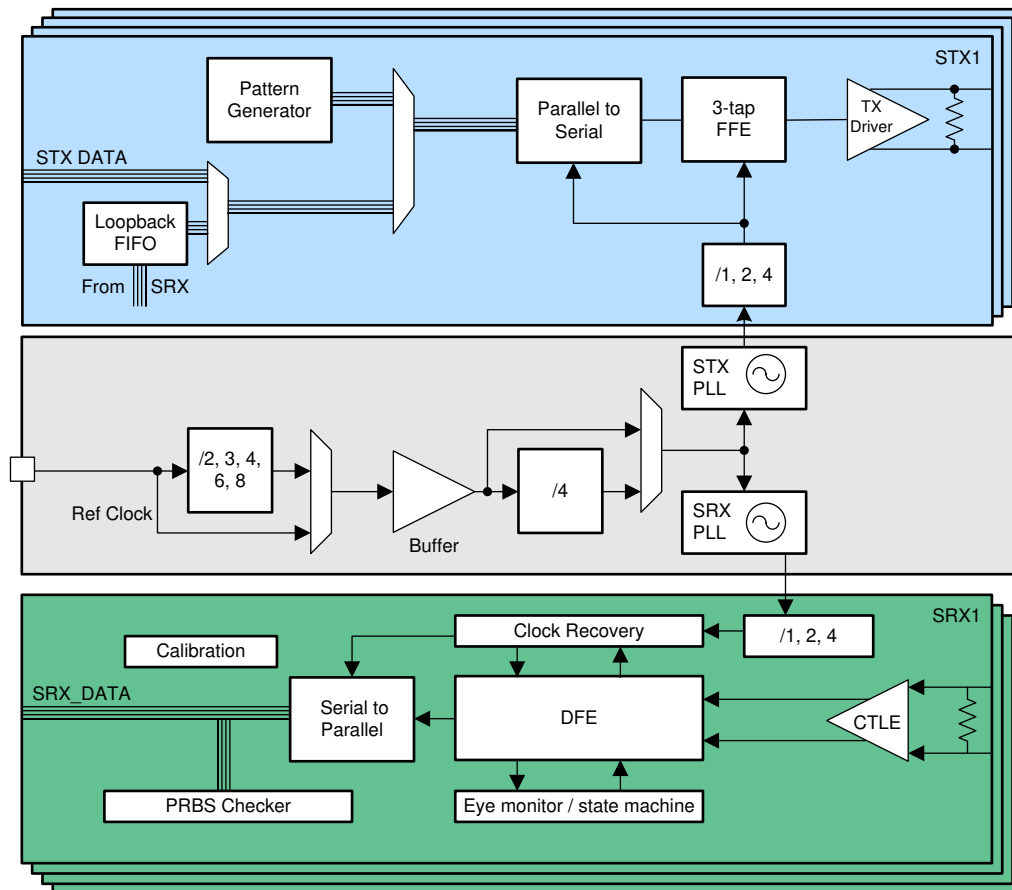 STX1
Pattern
Generator
Parallel to
Serial
3-tap
FFE
TX
Driver
STX DATA
Loopback
FIFO
From SRX
/1, 2, 4
STX
PLL
/2, 3, 4,
6, 8
/4
Ref Clock
Buffer
SRX
PLL
SRX1
Clock Recovery
/1, 2, 4
Calibration
SRX_DATA
Serial to
Parallel
DFE
CTLE
PRBS Checker
Eye monitor / state machine